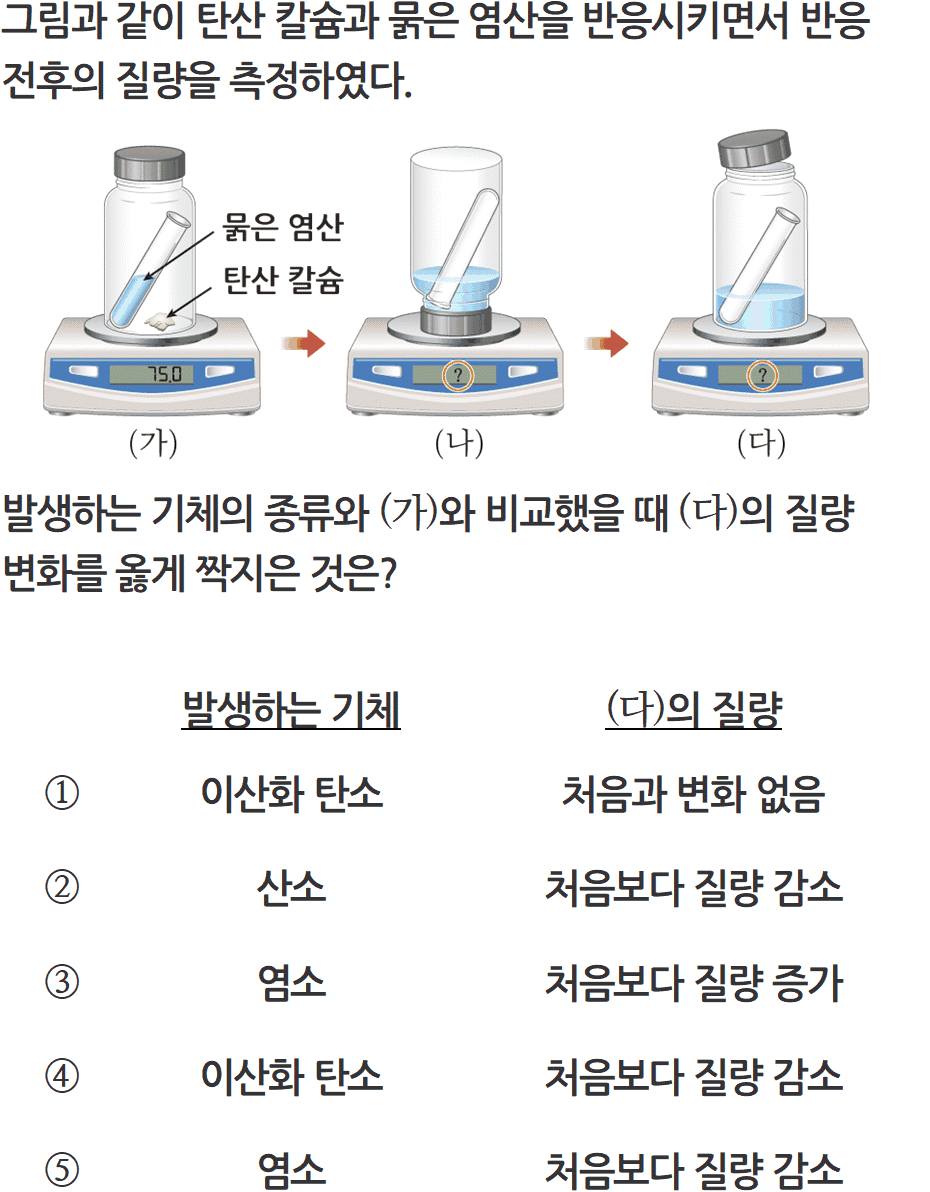 그림과 같이 탄산 칼슘과 묽은 염산을 반응시키면서 반응
전후의 질량을 측정하였다.
묽은 염산
탄산 칼슘
75.0
?
?
(가)
(나)
(다)
발생하는 기체의 종류와 (가)와 비교했을 때 (다)의 질량
변화를 옳게 짝지은 것은?
발생하는 기체 (다)의 질량
① 이산화 탄소 처음과 변화 없음
② 산소 처음보다 질량 감소
③ 염소 처음보다 질량 증가
④ 이산화 탄소 처음보다 질량 감소
⑤ 염소 처음보다 질량 감소